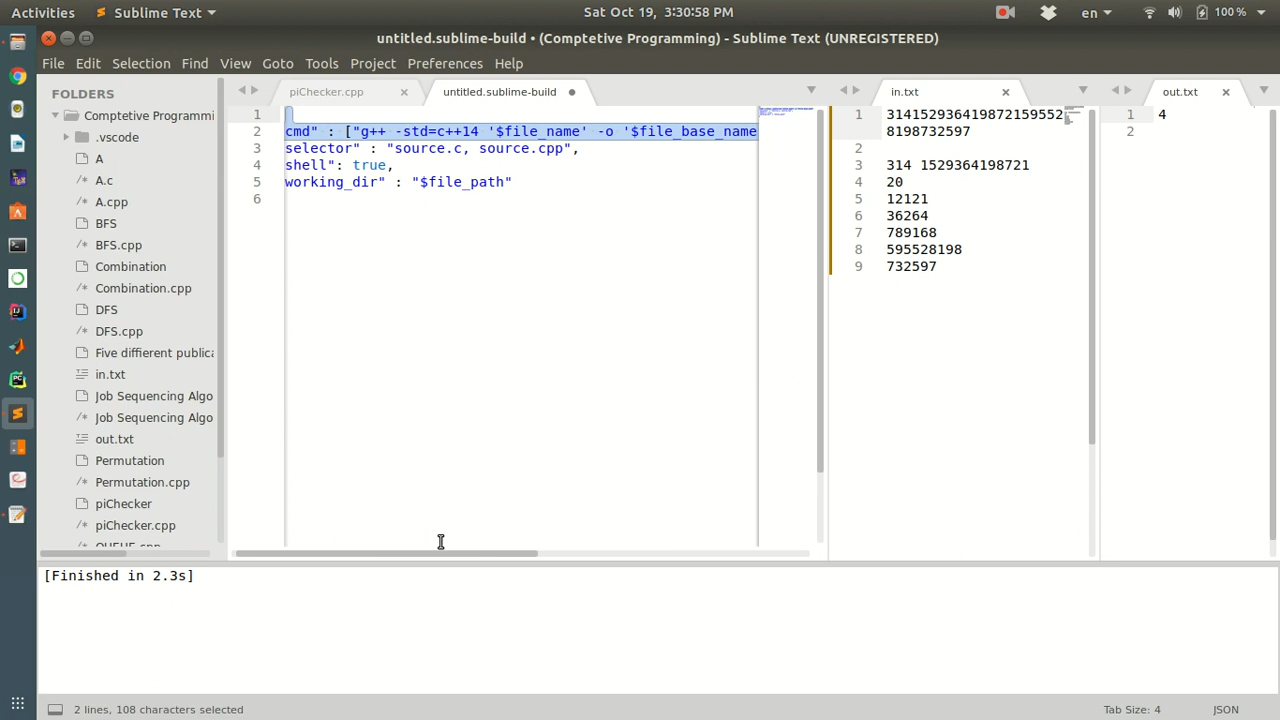 Activities Sublime Text Sat Oct 19, 3:30:58 PM en 100 %
untitled.sublime-build • (Comptetive Programming) - Sublime Text (UNREGISTERED)
File Edit Selection Find View Goto Tools Project Preferences Help
FOLDERS
Comptetive Programmi
.vscode
A
A.c
A.cpp
BFS
BFS.cpp
Combination
Combination.cpp
DFS
DFS.cpp
Five diffierent publica
in.txt
Job Sequencing Algo
Job Sequencing Algo
out.txt
Permutation
Permutation.cpp
piChecker
piChecker.cpp
QUEUE.cpp
piChecker.cpp untitled.sublime-build
1
2 cmd" : ["g++ -std=c++14 '$file_name' -o '$file_base_name
3 selector" : "source.c, source.cpp",
4 shell": true,
5 working_dir" : "$file_path"
6
in.txt
1 314152936419872159552
8198732597
2
3 314 1529364198721
4 20
5 12121
6 36264
7 789168
8 595528198
9 732597
out.txt
1 4
2
[Finished in 2.3s]
2 lines, 108 characters selected Tab Size: 4 JSON